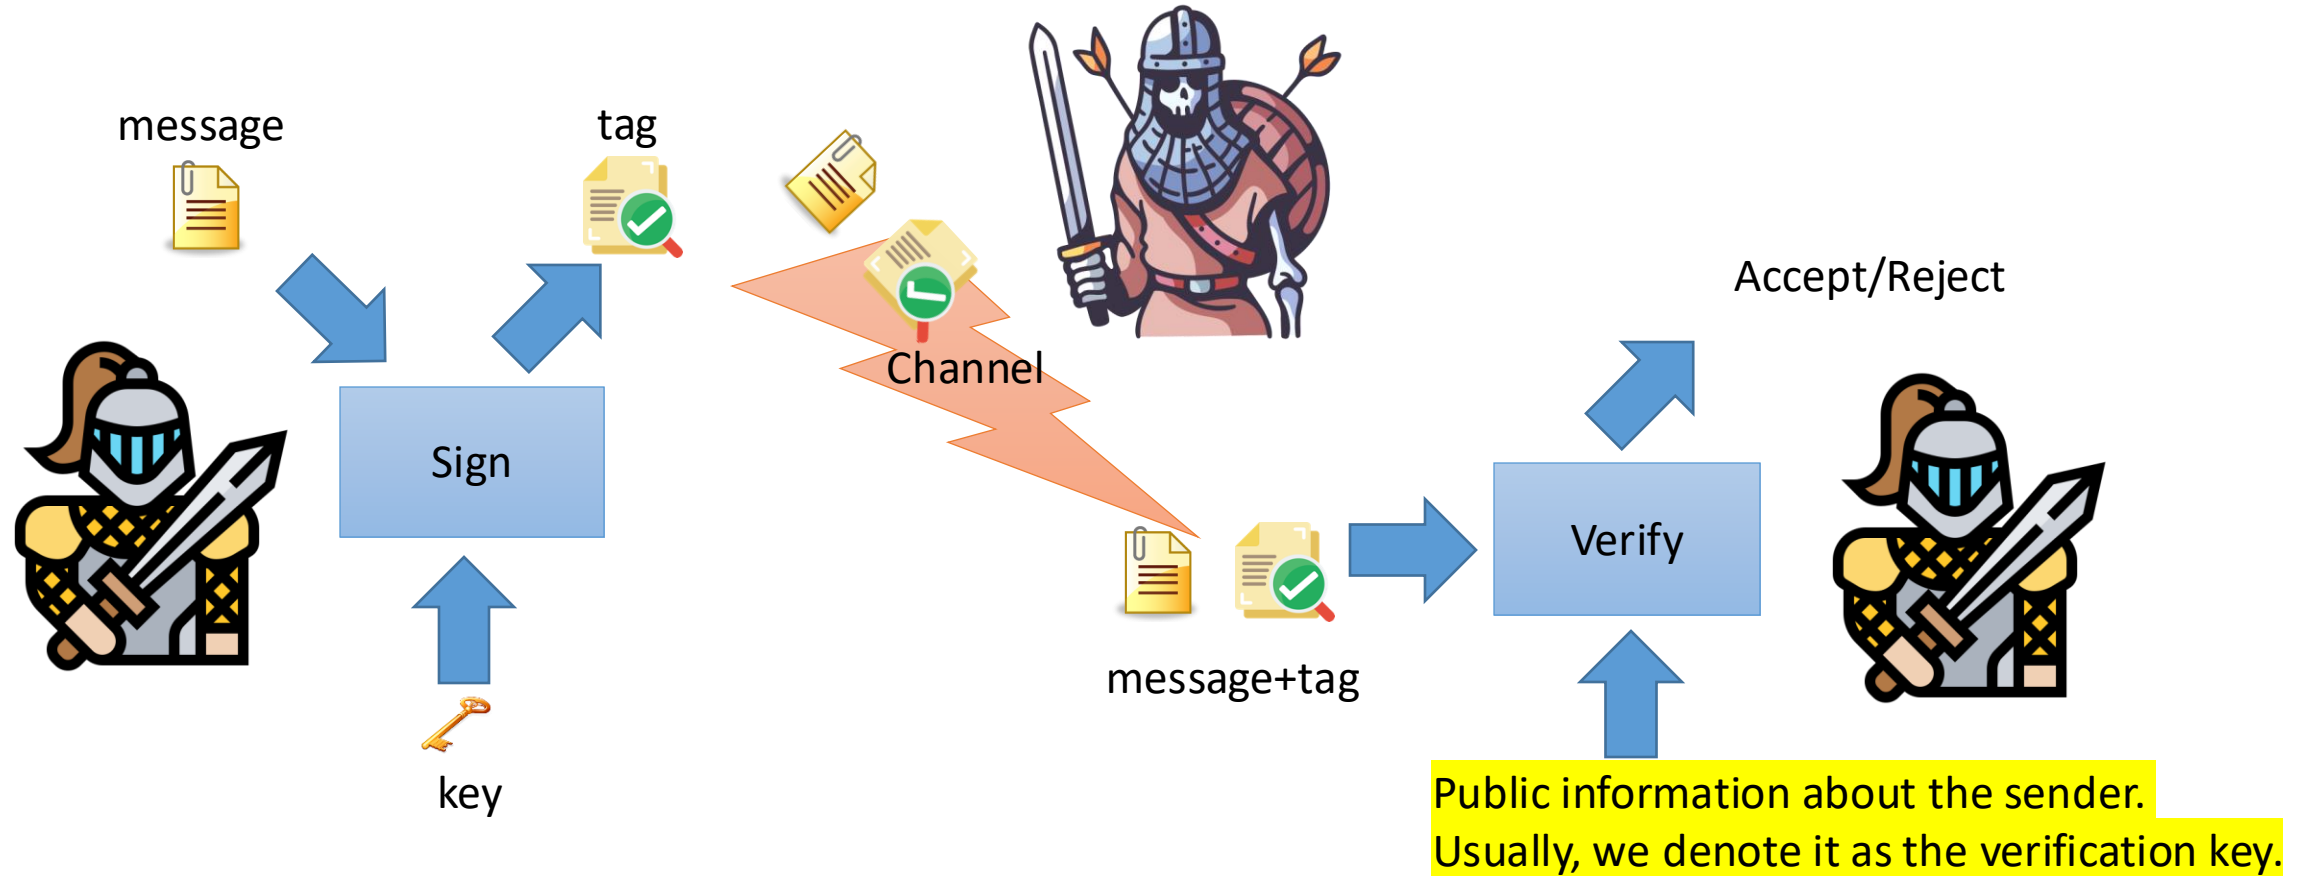 message
tag
Channel
Accept/Reject
Sign
Verify
message+tag
key
Public information about the sender.
Usually, we denote it as the verification key.